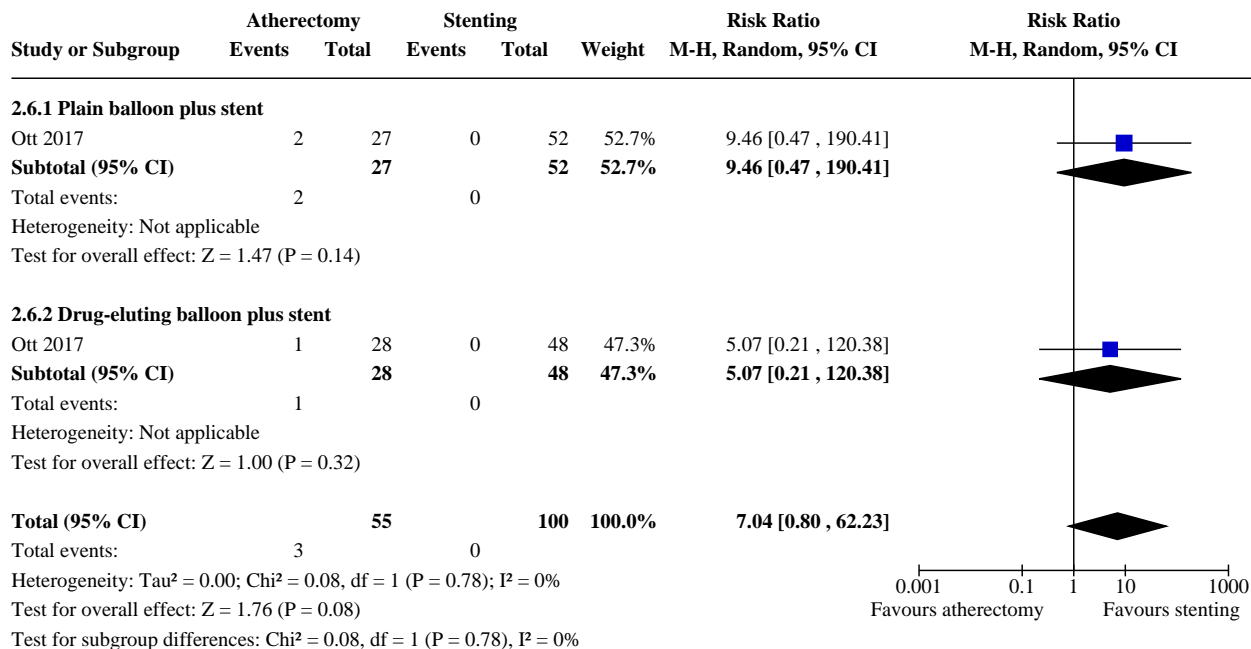 Atherectomy Stenting Risk Ratio Risk Ratio
Study or Subgroup Events Total Events Total Weight M-H, Random, 95% CI M-H, Random, 95% CI
2.6.1 Plain balloon plus stent
Ott 2017 2 27 0 52 52.7% 9.46 [0.47 , 190.41]
Subtotal (95% CI) 27 52 52.7% 9.46 [0.47 , 190.41]
Total events: 2 0
Heterogeneity: Not applicable
Test for overall effect: Z = 1.47 (P = 0.14)
2.6.2 Drug-eluting balloon plus stent
Ott 2017 1 28 0 48 47.3% 5.07 [0.21 , 120.38]
Subtotal (95% CI) 28 48 47.3% 5.07 [0.21 , 120.38]
Total events: 1 0
Heterogeneity: Not applicable
Test for overall effect: Z = 1.00 (P = 0.32)
Total (95% CI) 55 100 100.0% 7.04 [0.80 , 62.23]
Total events: 3 0
Heterogeneity: Tau² = 0.00; Chi² = 0.08, df = 1 (P = 0.78); I² = 0%
Test for overall effect: Z = 1.76 (P = 0.08)
Test for subgroup differences: Chi² = 0.08, df = 1 (P = 0.78), I² = 0%
0.001 0.1 1 10 1000
Favours atherectomy Favours stenting